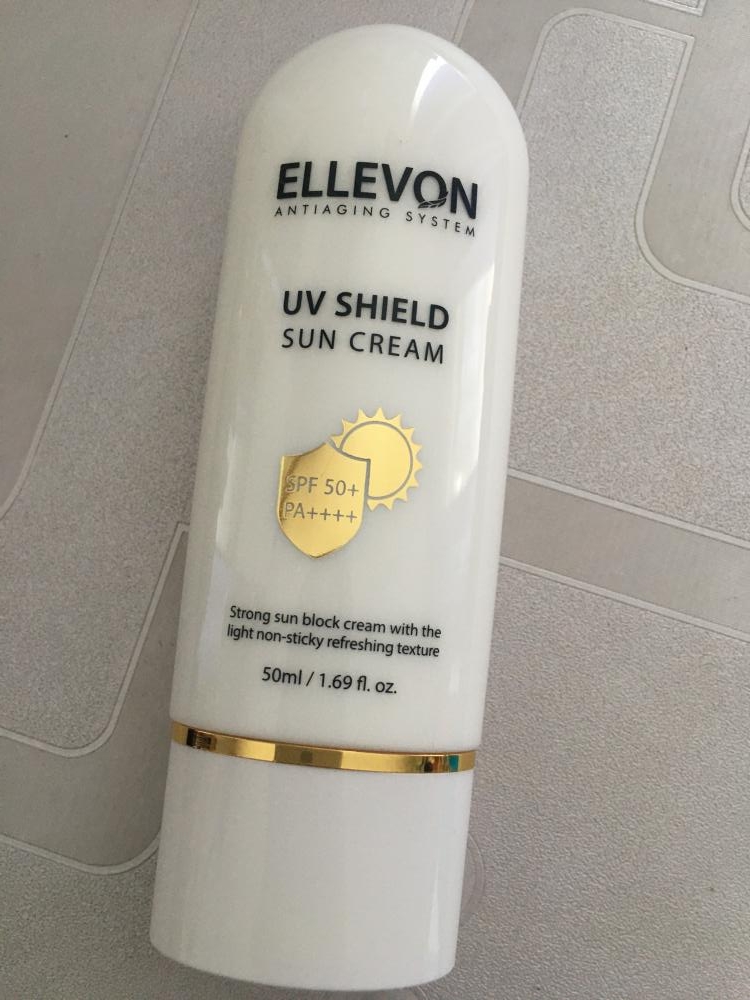 ELLEVON
ANTIAGING SYSTEM
UV SHIELD
SUN CREAM
SPF 50+
PA++++
Strong sun block cream with the
light non-sticky refreshing texture
50ml / 1.69 fl. oz.